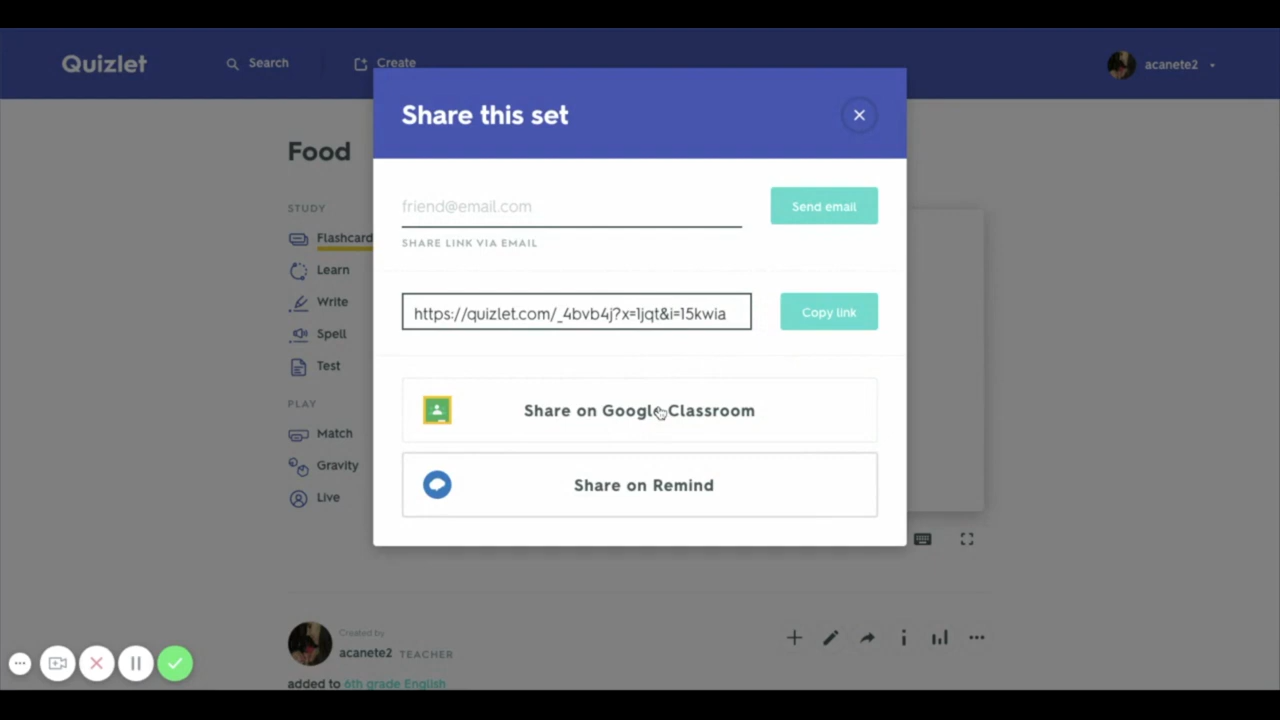 Quizlet
Search
Create
acanete2
Share this set
Food
friend@email.com
Send email
SHARE LINK VIA EMAIL
STUDY
Flashcard
Learn
Write
Spell
Test
https://quizlet.com/_4bvb4j?x=1jqt&i=15kwia
Copy link
PLAY
Match
Gravity
Live
Share on Google Classroom
Share on Remind
Created by
acanete2 TEACHER
added to 6th grade English